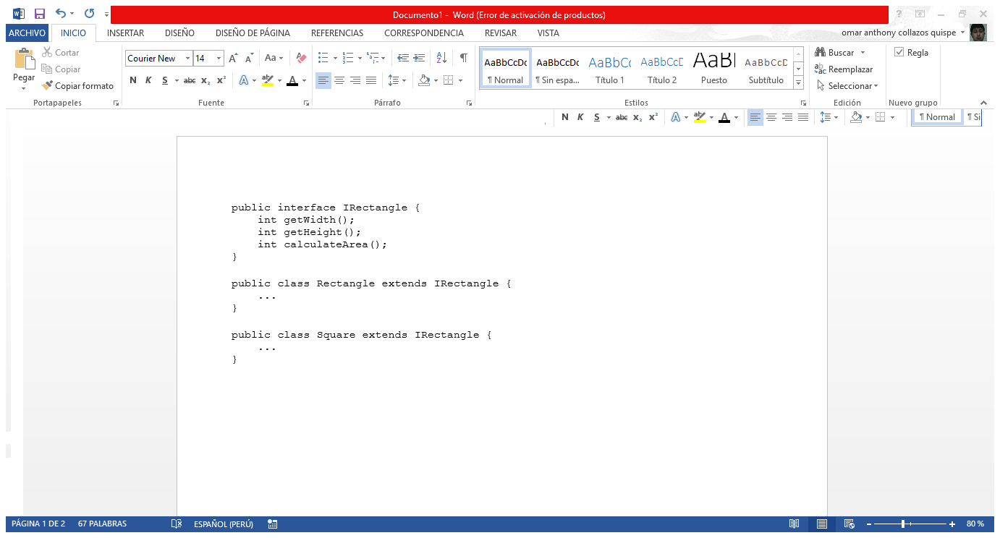 Documento1 - Word (Error de activación de productos)
?
ARCHIVO INICIO INSERTAR DISEÑO DISEÑO DE PÁGINA REFERENCIAS CORRESPONDENCIA REVISAR VISTA
omar anthony collazos quispe
Pegar
Cortar
Copiar
Copiar formato
Portapapeles
Courier New 14 A A Aa
N K S abc x₂ x² A aby A
Fuente
Párrafo
AaBbCcDc AaBbCcDc AaBbCc AaBbCcD AaB AaBbCcD
¶ Normal ¶ Sin espa... Título 1 Título 2 Puesto Subtítulo
Estilos
Buscar
Reemplazar
Seleccionar
Edición
Regla
Nuevo grupo
N K S abc x₂ x² A aby A ¶ Normal ¶ Si
public interface IRectangle {
    int getWidth();
    int getHeight();
    int calculateArea();
}
public class Rectangle extends IRectangle {
    ...
}
public class Square extends IRectangle {
    ...
}
PÁGINA 1 DE 2 67 PALABRAS ESPAÑOL (PERÚ) 80 %